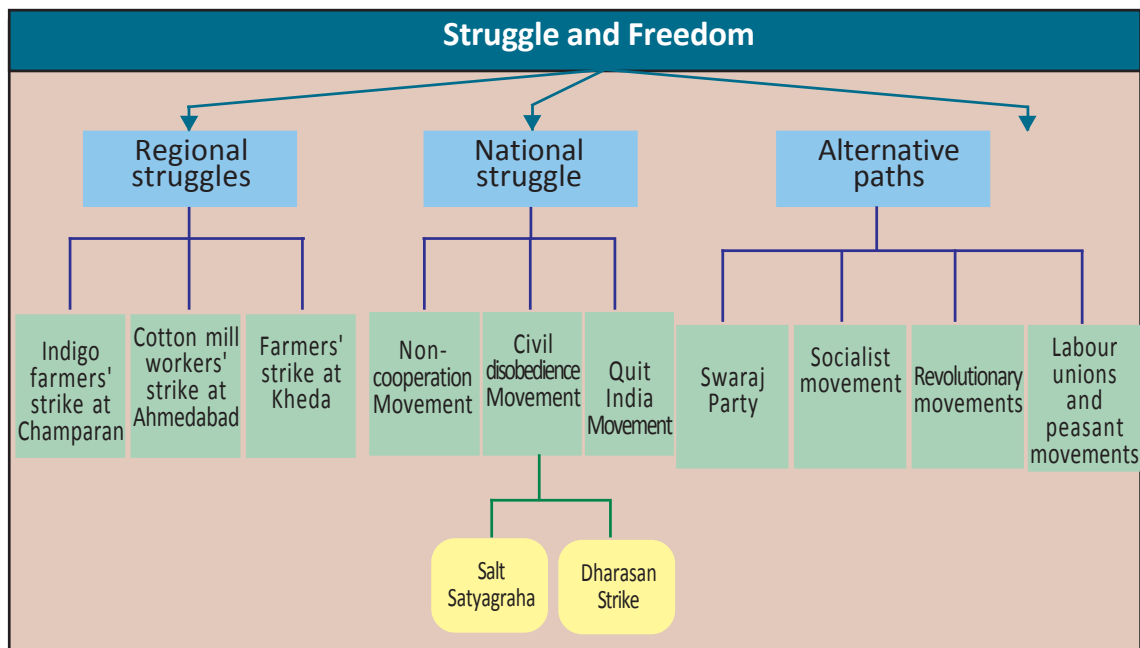 Struggle and Freedom
Regional
struggles
National
struggle
Alternative
paths
Indigo
farmers'
strike at
Champaran
Cotton mill
workers'
strike at
Ahmedabad
Farmers'
strike at
Kheda
Non-
cooperation
Movement
Civil
disobedience
Movement
Quit
India
Movement
Swaraj
Party
Socialist
movement
Revolutionary
movements
Labour
unions
and
peasant
movements
Salt
Satyagraha
Dharasan
Strike